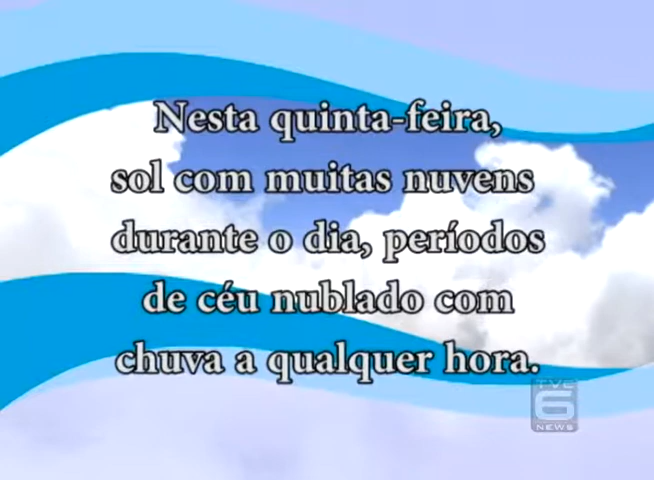 Nesta quinta-feira,
sol com muitas nuvens
durante o dia, períodos
de céu nublado com
chuva a qualquer hora.
TVE
6
NEWS